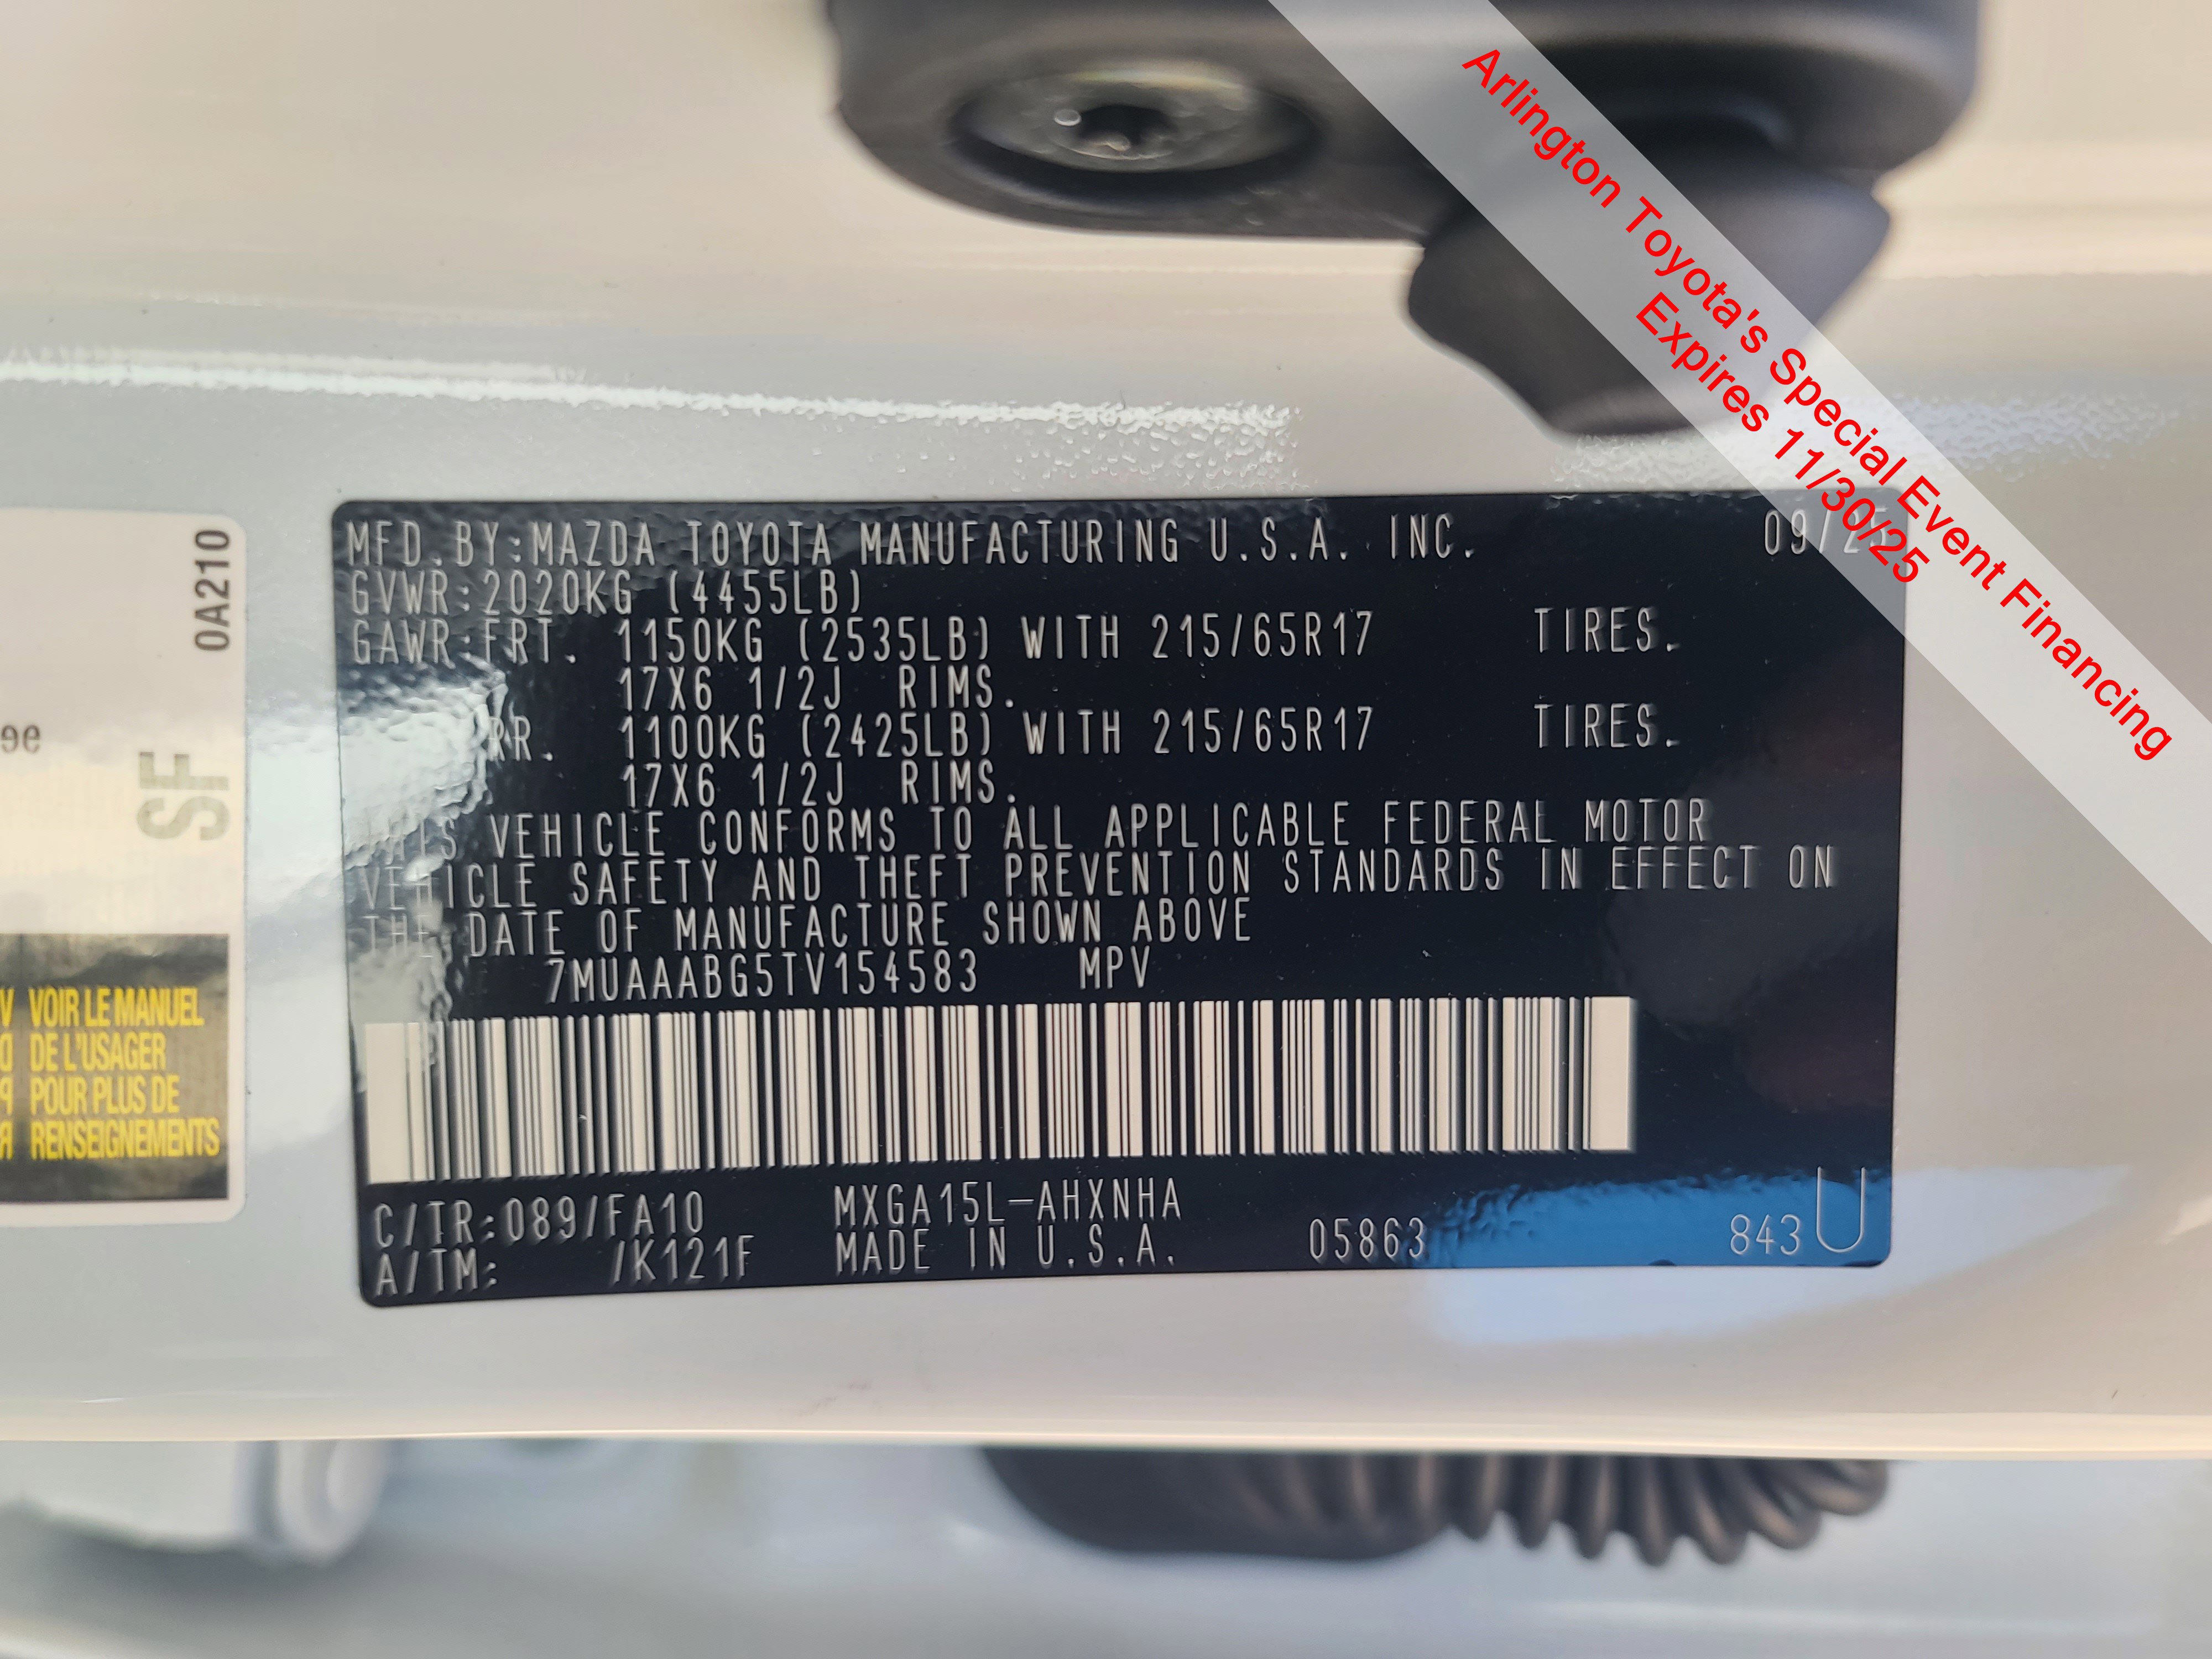 Arlington Toyota's Special Event Financing
Expires 11/30/25
MFD.BY:MAZDA TOYOTA MANUFACTURING U.S.A. INC. 09/25
GVWR:2020KG (4455LB)
GAWR:FRT. 1150KG (2535LB) WITH 215/65R17 TIRES.
17X6 1/2J RIMS.
RR. 1100KG (2425LB) WITH 215/65R17 TIRES.
17X6 1/2J RIMS.
THIS VEHICLE CONFORMS TO ALL APPLICABLE FEDERAL MOTOR
VEHICLE SAFETY AND THEFT PREVENTION STANDARDS IN EFFECT ON
THE DATE OF MANUFACTURE SHOWN ABOVE
7MUAAABG5TV154583 MPV
C/TR:089/FA10 MXGA15L-AHXNHA
A/TM: /K121F MADE IN U.S.A. 05863 843 U
0A210
SF
VOIR LE MANUEL
DE L'USAGER
POUR PLUS DE
RENSEIGNEMENTS